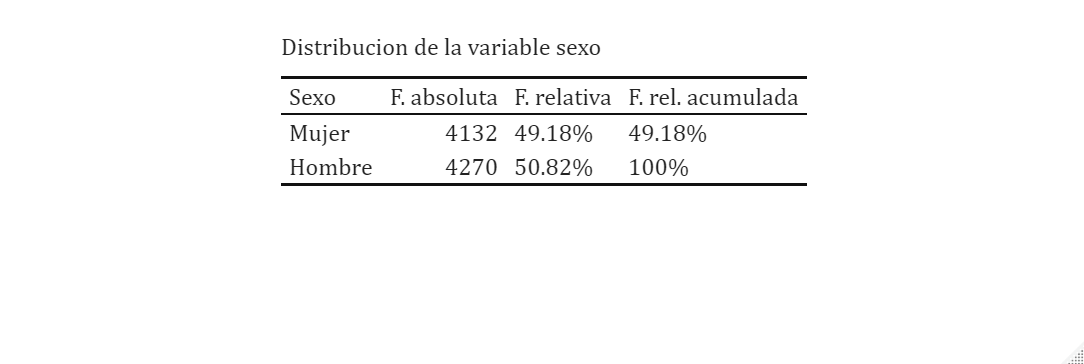 Distribucion de la variable sexo
Sexo F. absoluta F. relativa F. rel. acumulada
Mujer 4132 49.18% 49.18%
Hombre 4270 50.82% 100%